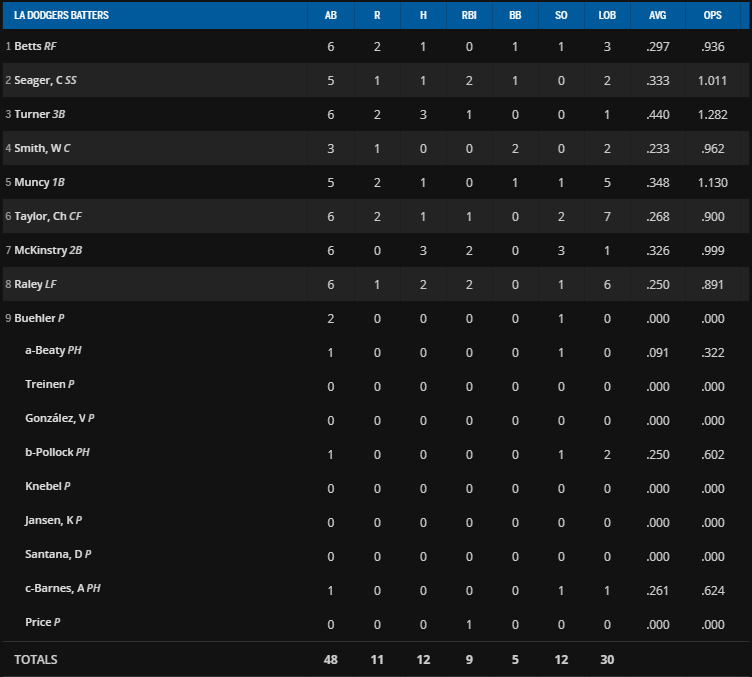 LA DODGERS BATTERS AB R H RBI BB SO LOB AVG OPS
1 Betts RF 6 2 1 0 1 1 3 .297 .936
2 Seager, C SS 5 1 1 2 1 0 2 .333 1.011
3 Turner 3B 6 2 3 1 0 0 1 .440 1.282
4 Smith, W C 3 1 0 0 2 0 2 .233 .962
5 Muncy 1B 5 2 1 0 1 1 5 .348 1.130
6 Taylor, Ch CF 6 2 1 1 0 2 7 .268 .900
7 McKinstry 2B 6 0 3 2 0 3 1 .326 .999
8 Raley LF 6 1 2 2 0 1 6 .250 .891
9 Buehler P 2 0 0 0 0 1 0 .000 .000
a-Beaty PH 1 0 0 0 0 1 0 .091 .322
Treinen P 0 0 0 0 0 0 0 .000 .000
González, V P 0 0 0 0 0 0 0 .000 .000
b-Pollock PH 1 0 0 0 0 1 2 .250 .602
Knebel P 0 0 0 0 0 0 0 .000 .000
Jansen, K P 0 0 0 0 0 0 0 .000 .000
Santana, D P 0 0 0 0 0 0 0 .000 .000
c-Barnes, A PH 1 0 0 0 0 1 1 .261 .624
Price P 0 0 0 1 0 0 0 .000 .000
TOTALS 48 11 12 9 5 12 30